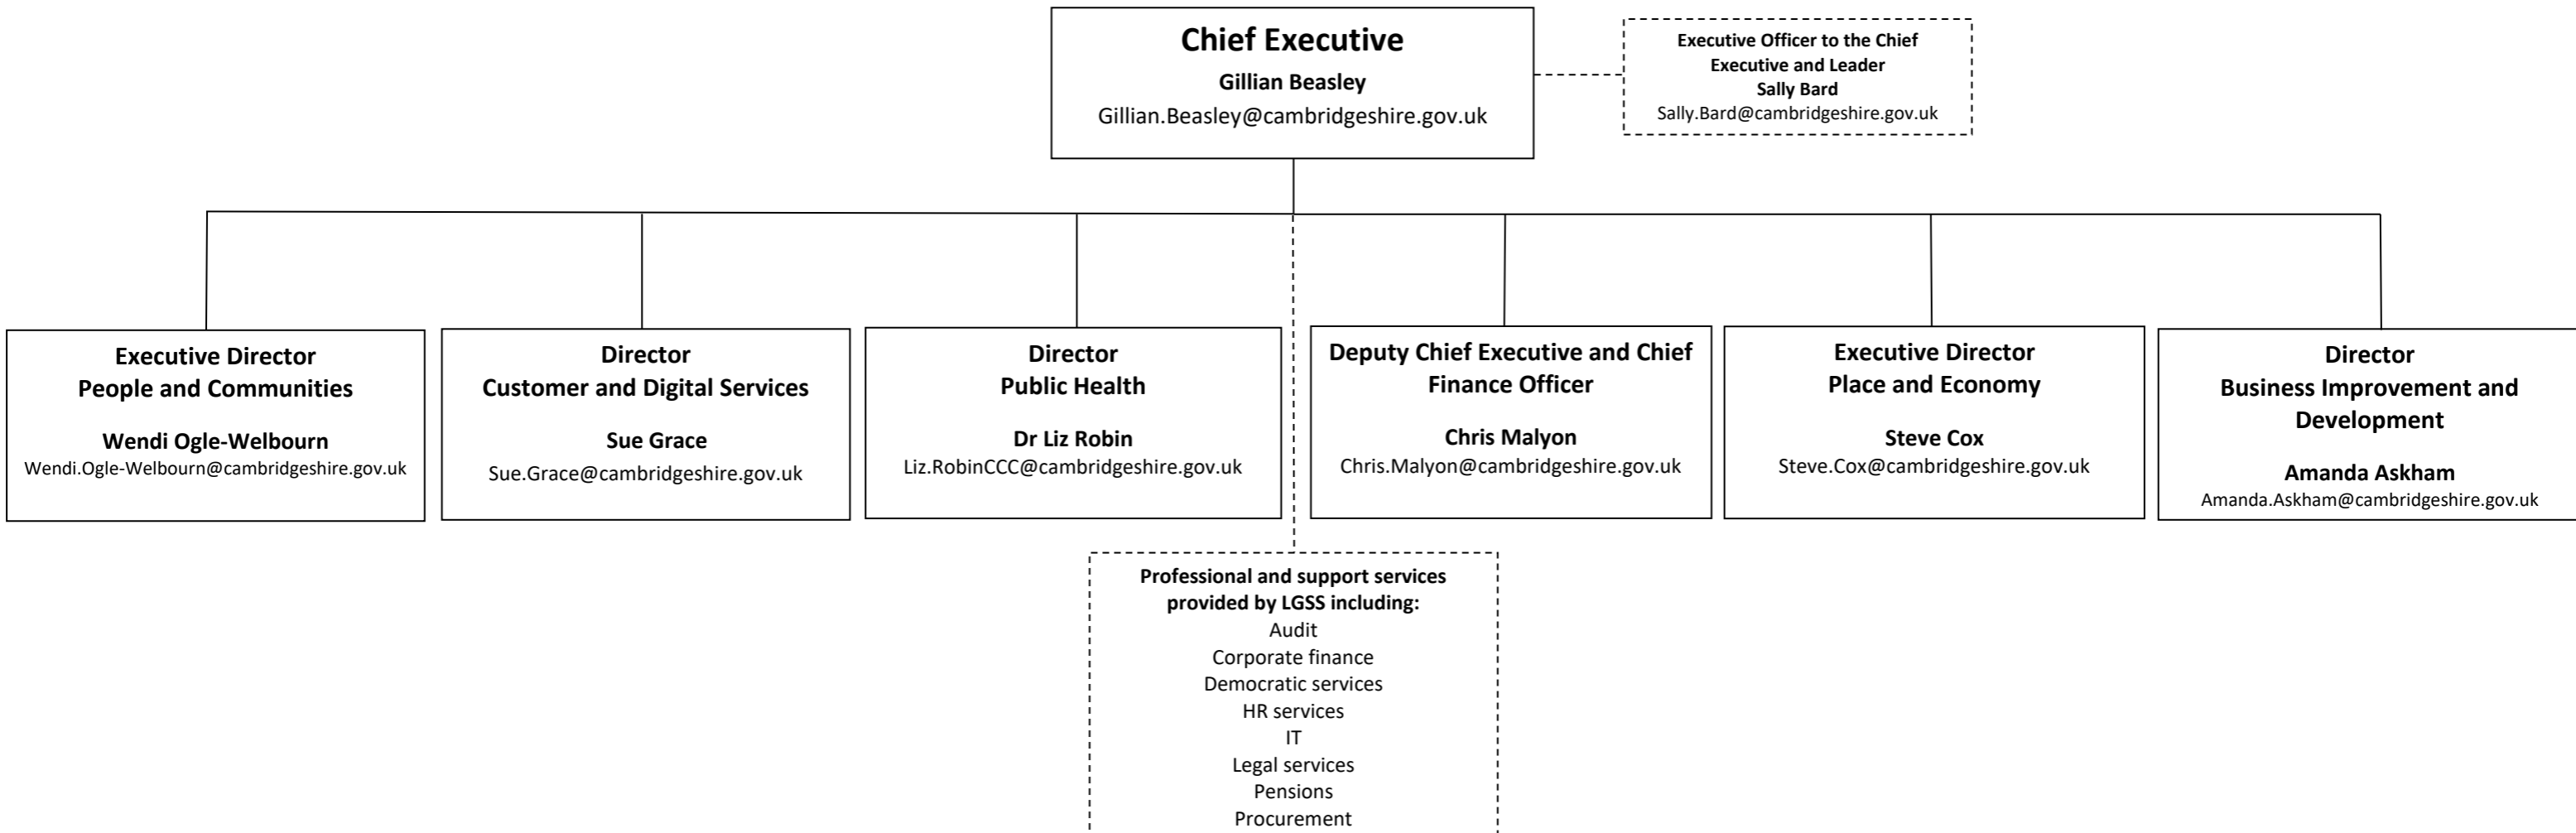 Chief Executive
Gillian Beasley
Gillian.Beasley@cambridgeshire.gov.uk
Executive Officer to the Chief
Executive and Leader
Sally Bard
Sally.Bard@cambridgeshire.gov.uk
Executive Director
People and Communities
Wendi Ogle-Welbourn
Wendi.Ogle-Welbourn@cambridgeshire.gov.uk
Director
Customer and Digital Services
Sue Grace
Sue.Grace@cambridgeshire.gov.uk
Director
Public Health
Dr Liz Robin
Liz.RobinCCC@cambridgeshire.gov.uk
Deputy Chief Executive and Chief
Finance Officer
Chris Malyon
Chris.Malyon@cambridgeshire.gov.uk
Executive Director
Place and Economy
Steve Cox
Steve.Cox@cambridgeshire.gov.uk
Director
Business Improvement and
Development
Amanda Askham
Amanda.Askham@cambridgeshire.gov.uk
Professional and support services
provided by LGSS including:
Audit
Corporate finance
Democratic services
HR services
IT
Legal services
Pensions
Procurement